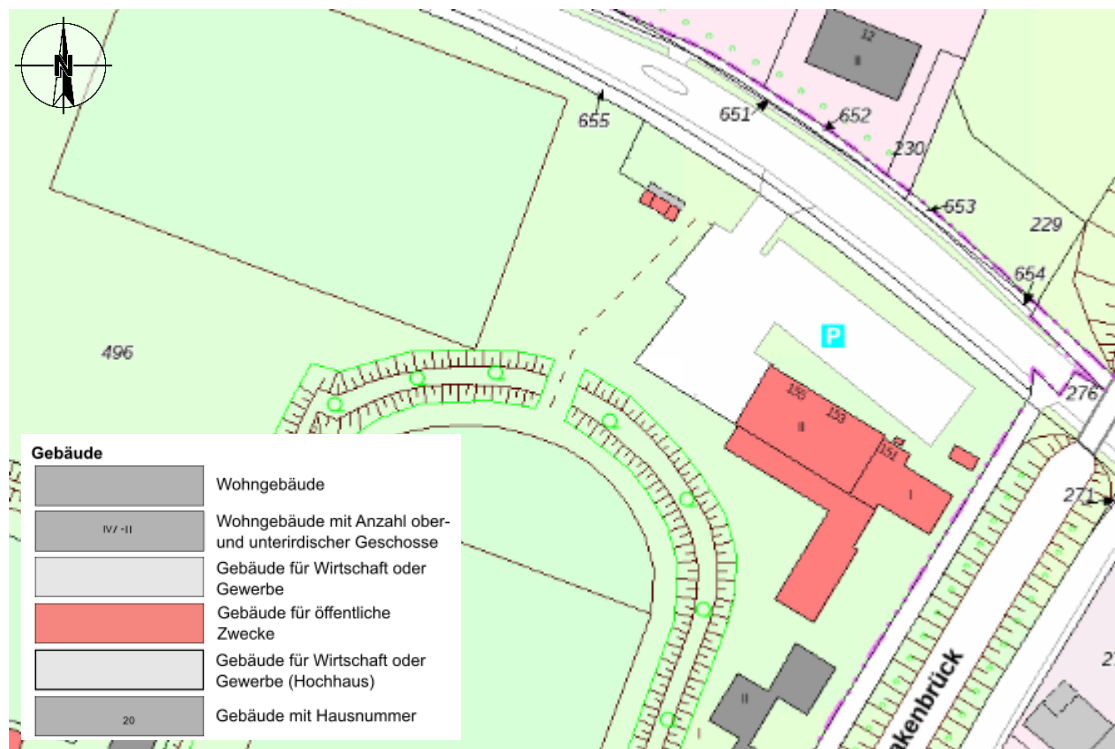 N
12
II
651
652
655
230
653
229
654
P
496
155
153
II
151
I
276
271
II
akenbrück
Gebäude
Wohngebäude
IV / -II
Wohngebäude mit Anzahl ober-
und unterirdischer Geschosse
Gebäude für Wirtschaft oder
Gewerbe
Gebäude für öffentliche
Zwecke
Gebäude für Wirtschaft oder
Gewerbe (Hochhaus)
20
Gebäude mit Hausnummer